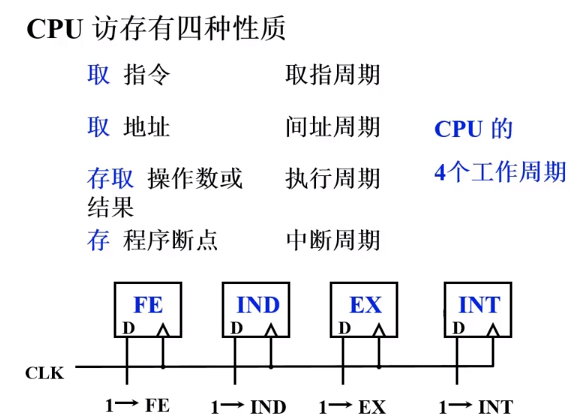 CPU 访存有四种性质
取 指令 取指周期
取 地址 间址周期 CPU 的
存取 操作数或 执行周期 4个工作周期
结果
存 程序断点 中断周期
FE IND EX INT
D D D D
CLK
1→ FE 1→ IND 1→ EX 1→ INT